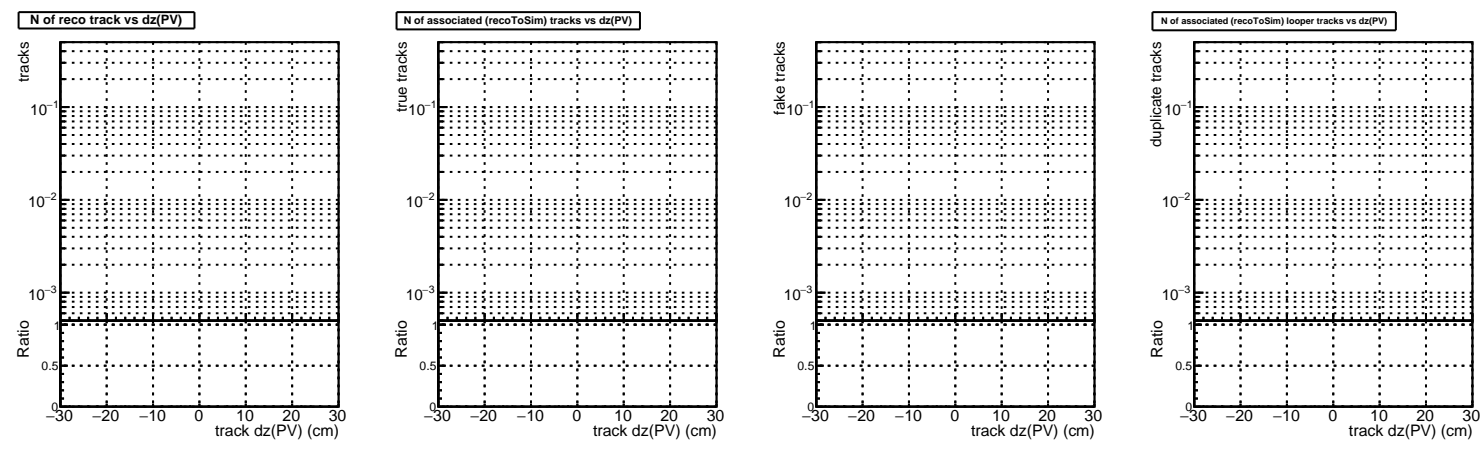 N of reco track vs dz(PV)
tracks
10⁻¹
10⁻²
10⁻³
Ratio
1
0.5
0
−30 −20 −10 0 10 20 30
track dz(PV) (cm)
N of associated (recoToSim) tracks vs dz(PV)
true tracks
10⁻¹
10⁻²
10⁻³
Ratio
1
0.5
0
−30 −20 −10 0 10 20 30
track dz(PV) (cm)
fake tracks
10⁻¹
10⁻²
10⁻³
Ratio
1
0.5
0
−30 −20 −10 0 10 20 30
track dz(PV) (cm)
N of associated (recoToSim) looper tracks vs dz(PV)
duplicate tracks
10⁻¹
10⁻²
10⁻³
Ratio
1
0.5
0
−30 −20 −10 0 10 20 30
track dz(PV) (cm)